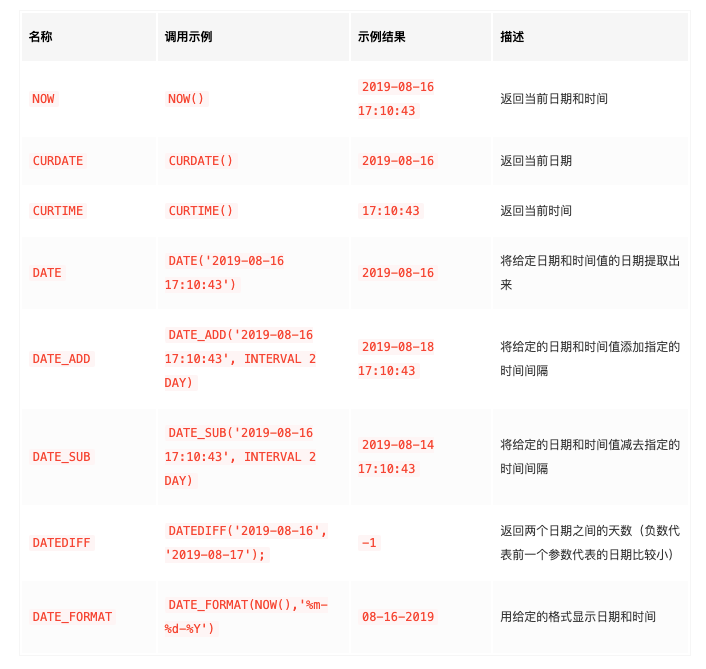 名称 调用示例 示例结果 描述
NOW NOW() 2019-08-16
17:10:43 返回当前日期和时间
CURDATE CURDATE() 2019-08-16 返回当前日期
CURTIME CURTIME() 17:10:43 返回当前时间
DATE DATE('2019-08-16
17:10:43') 2019-08-16 将给定日期和时间值的日期提取出
来
DATE_ADD DATE_ADD('2019-08-16
17:10:43', INTERVAL 2
DAY) 2019-08-18
17:10:43 将给定的日期和时间值添加指定的
时间间隔
DATE_SUB DATE_SUB('2019-08-16
17:10:43', INTERVAL 2
DAY) 2019-08-14
17:10:43 将给定的日期和时间值减去指定的
时间间隔
DATEDIFF DATEDIFF('2019-08-16',
'2019-08-17'); -1 返回两个日期之间的天数（负数代
表前一个参数代表的日期比较小）
DATE_FORMAT DATE_FORMAT(NOW(),'%m-
%d-%Y') 08-16-2019 用给定的格式显示日期和时间